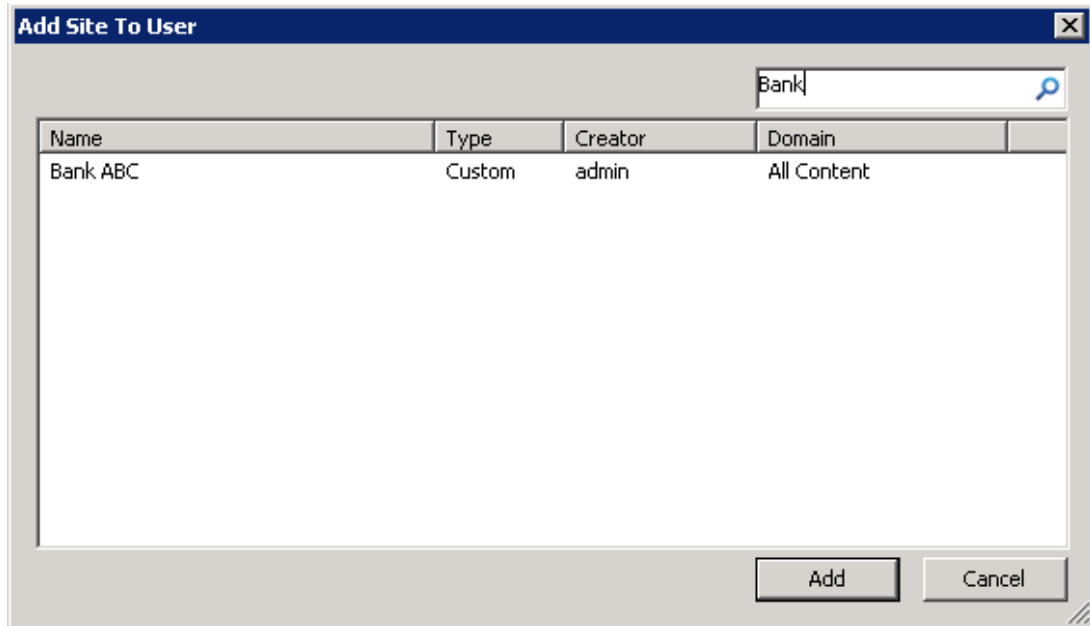 Add Site To User
Bank
Name Type Creator Domain
Bank ABC Custom admin All Content
Add Cancel